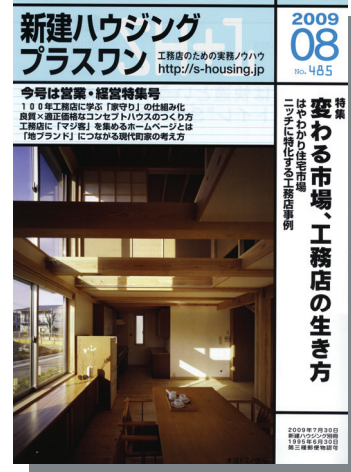 新建ハウジング
プラスワン
工務店のための実務ノウハウ
http://s-housing.jp
2009
08
No.485
今号は営業・経営特集号
100年工務店に学ぶ「家守り」の仕組み化
良質×適正価格なコンセプトハウスのつくり方
工務店に「マジ客」を集めるホームページとは
「地ブランド」につながる現代町家の考え方
特集
変わる市場、工務店の生き方
はやわかり住宅市場
ニッチに特化する工務店事例
2009年7月30日
新建ハウジング別冊
1995年6月30日
第三種郵便物認可